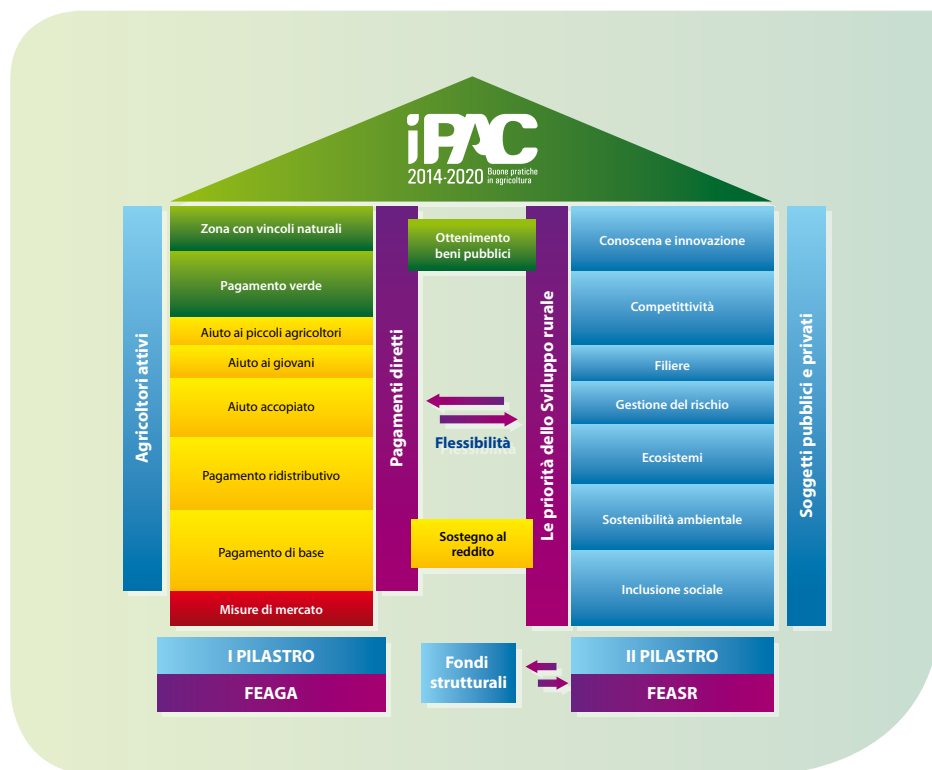 iPAC
2014-2020 Buone pratiche
in agricoltura
Agricoltori attivi
Zona con vincoli naturali
Pagamento verde
Aiuto ai piccoli agricoltori
Aiuto ai giovani
Aiuto accopiato
Pagamento ridistributivo
Pagamento di base
Misure di mercato
Pagamenti diretti
Ottenimento
beni pubblici
Flessibilità
Sostegno al
reddito
Le priorità dello Sviluppo rurale
Conoscena e innovazione
Competittività
Filiere
Gestione del rischio
Ecosistemi
Sostenibilità ambientale
Inclusione sociale
Soggetti pubblici e privati
I PILASTRO
FEAGA
Fondi
strutturali
II PILASTRO
FEASR